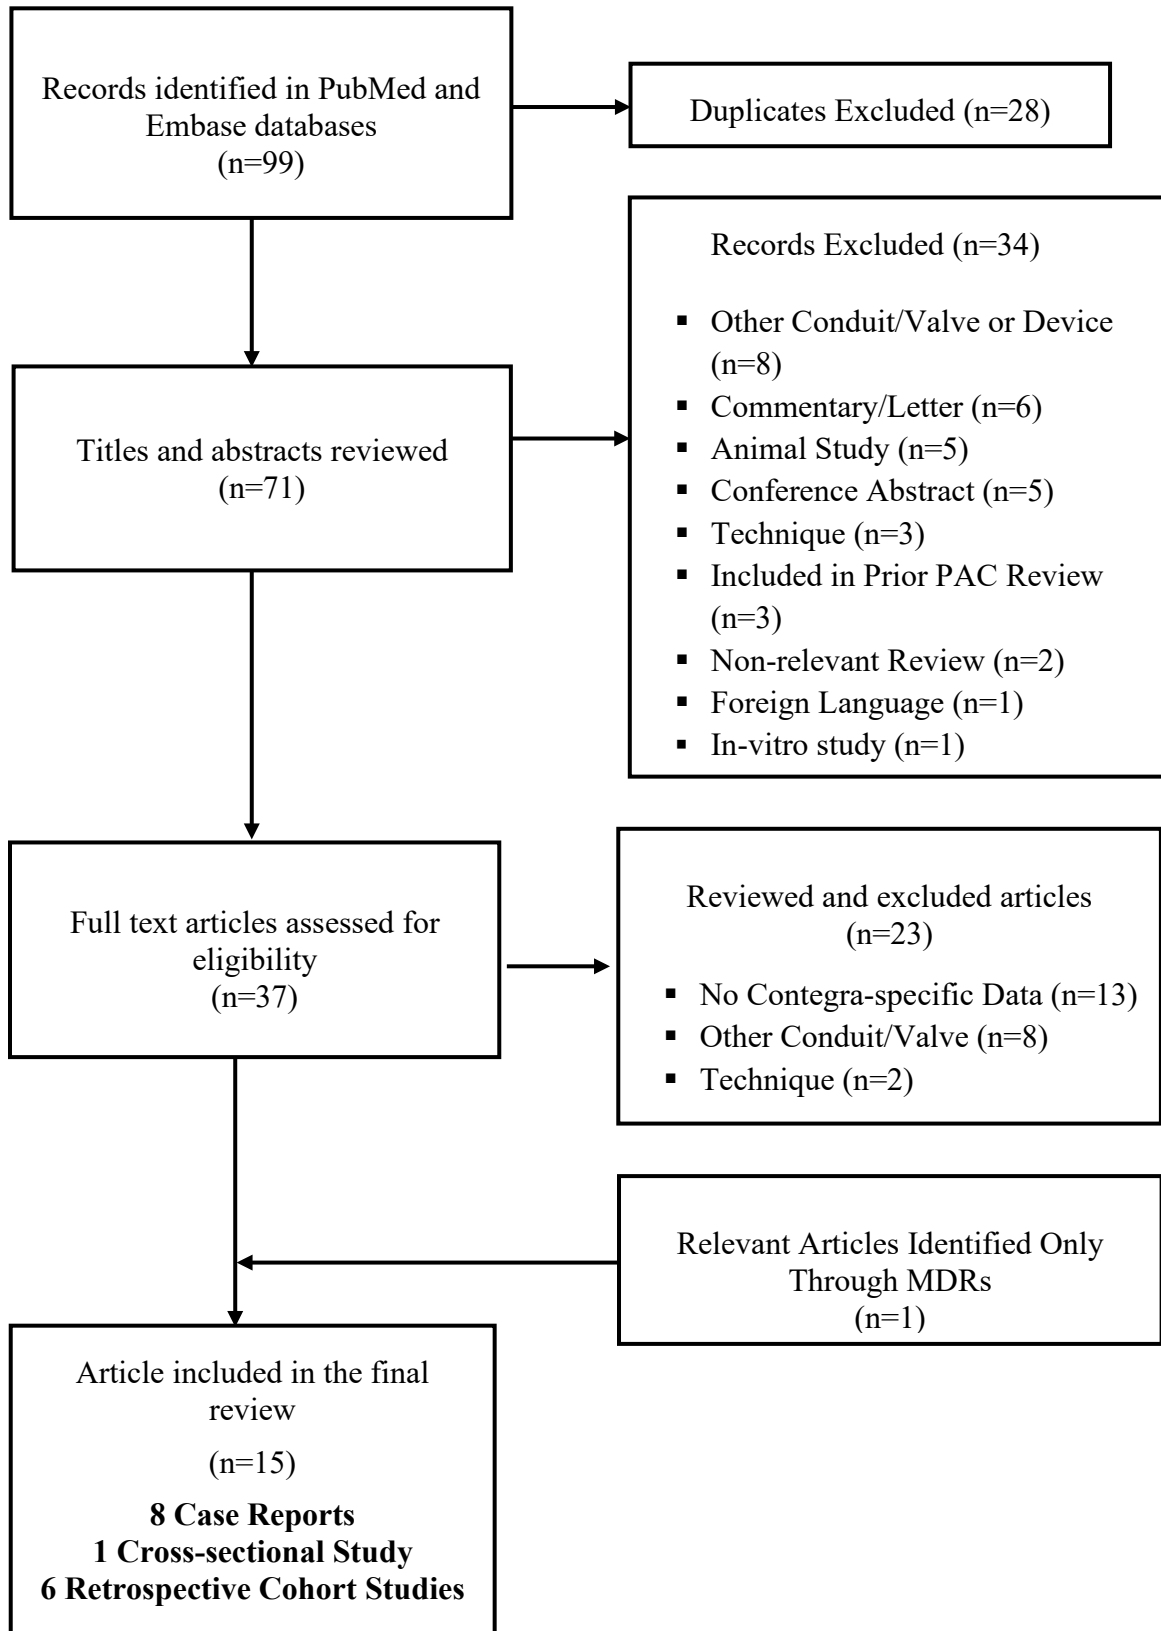 Records identified in PubMed and
Embase databases
(n=99)
Duplicates Excluded (n=28)
Titles and abstracts reviewed
(n=71)
Records Excluded (n=34)
▪ Other Conduit/Valve or Device
(n=8)
▪ Commentary/Letter (n=6)
▪ Animal Study (n=5)
▪ Conference Abstract (n=5)
▪ Technique (n=3)
▪ Included in Prior PAC Review
(n=3)
▪ Non-relevant Review (n=2)
▪ Foreign Language (n=1)
▪ In-vitro study (n=1)
Full text articles assessed for
eligibility
(n=37)
Reviewed and excluded articles
(n=23)
▪ No Contegra-specific Data (n=13)
▪ Other Conduit/Valve (n=8)
▪ Technique (n=2)
Relevant Articles Identified Only
Through MDRs
(n=1)
Article included in the final
review
(n=15)
8 Case Reports
1 Cross-sectional Study
6 Retrospective Cohort Studies